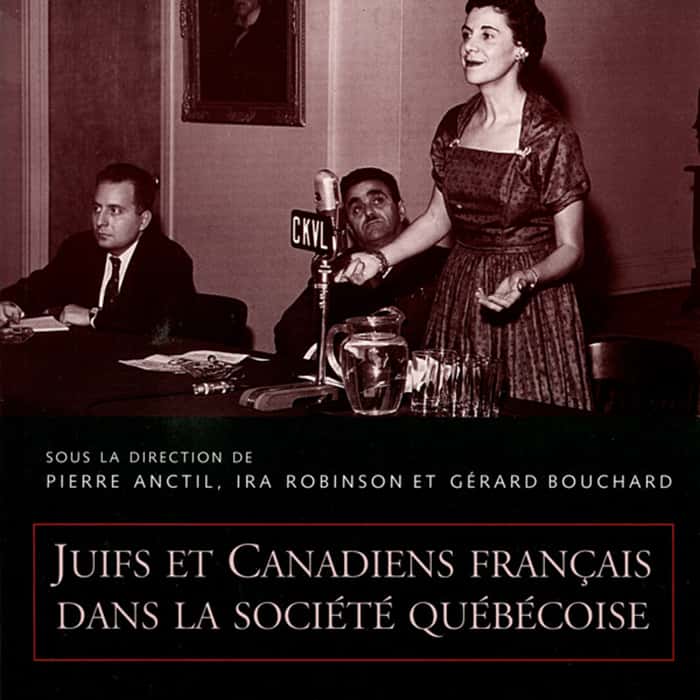 CKVL
SOUS LA DIRECTION DE
PIERRE ANCTIL, IRA ROBINSON ET GÉRARD BOUCHARD
JUIFS ET CANADIENS FRANÇAIS
DANS LA SOCIÉTÉ QUÉBÉCOISE